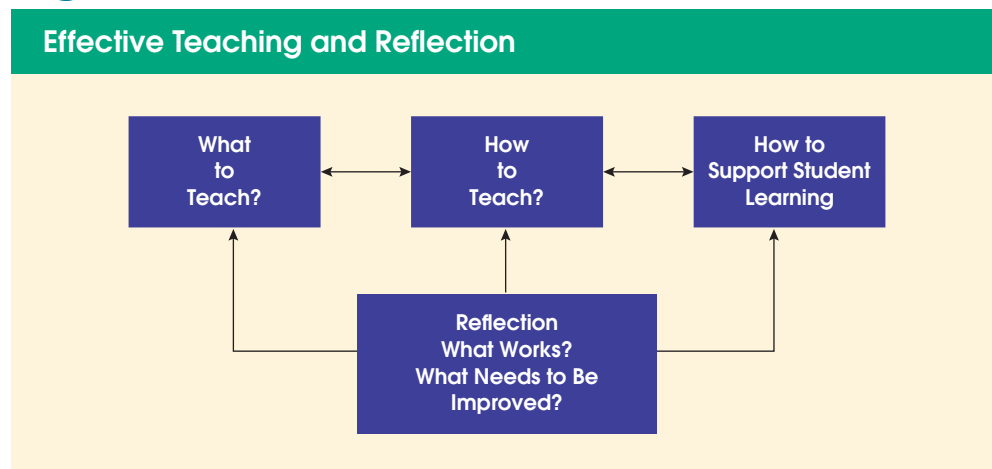 Effective Teaching and Reflection
What
to
Teach?
How
to
Teach?
How to
Support Student
Learning
Reflection
What Works?
What Needs to Be
Improved?